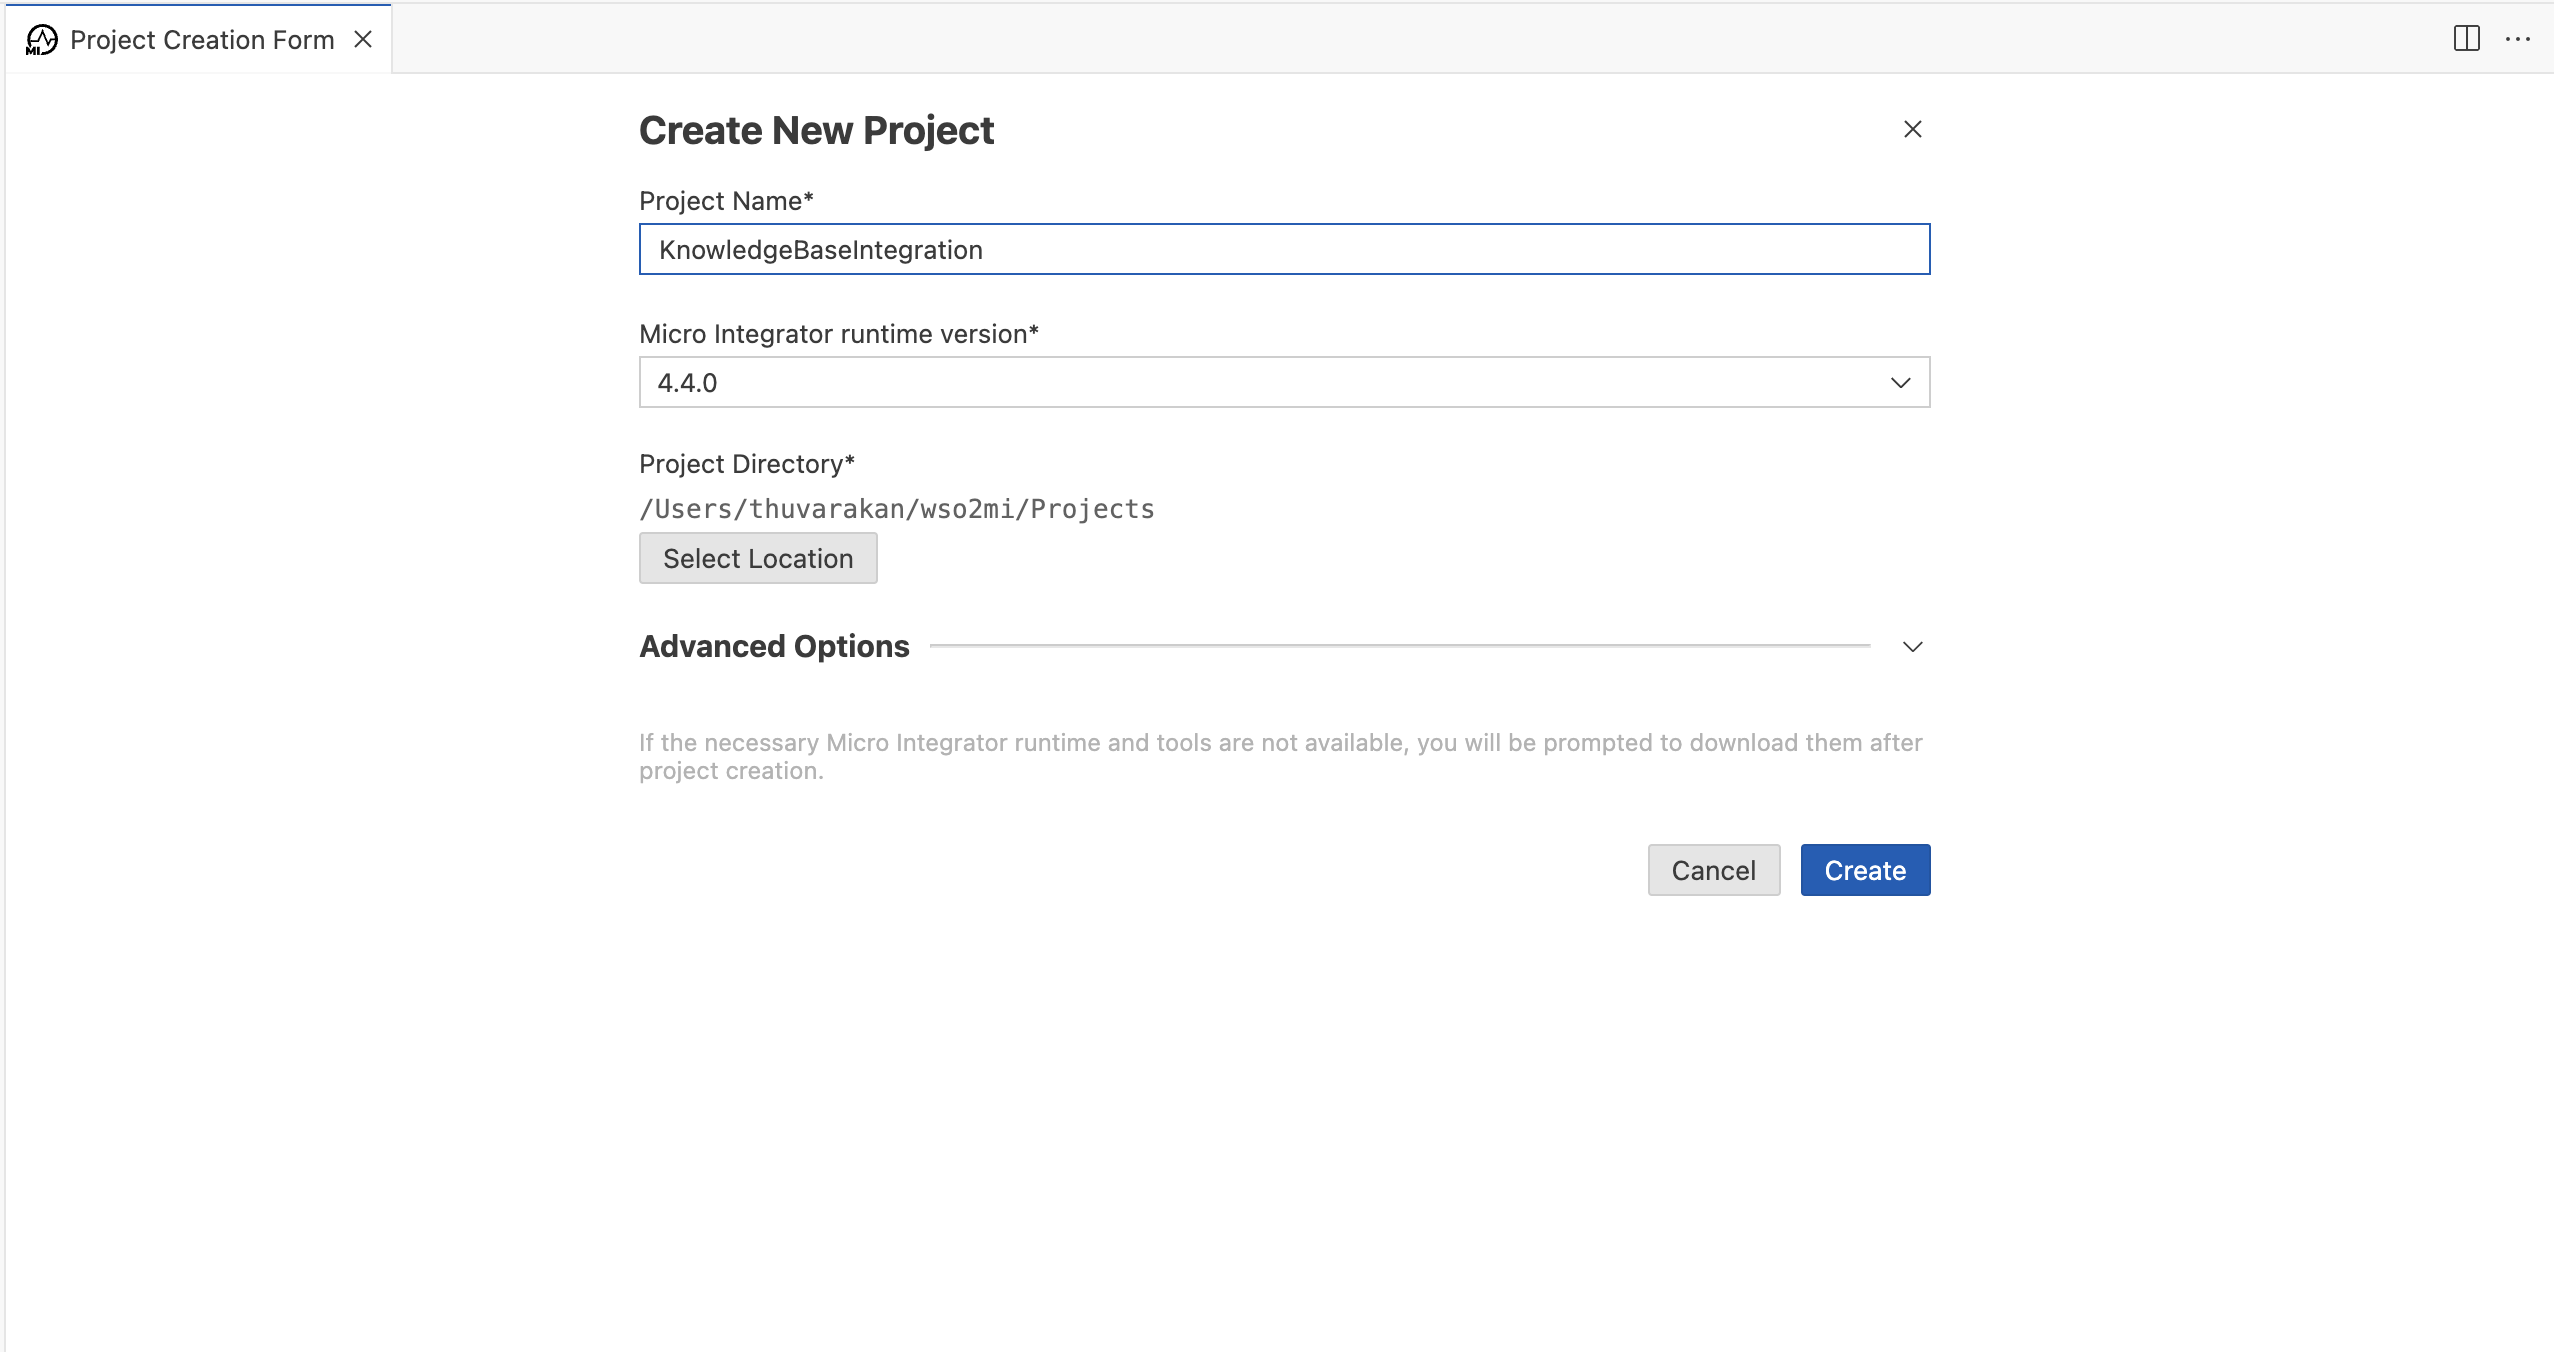 MI Project Creation Form
Create New Project
Project Name*
KnowledgeBaseIntegration
Micro Integrator runtime version*
4.4.0
Project Directory*
/Users/thuvarakan/wso2mi/Projects
Select Location
Advanced Options
If the necessary Micro Integrator runtime and tools are not available, you will be prompted to download them after
project creation.
Cancel Create